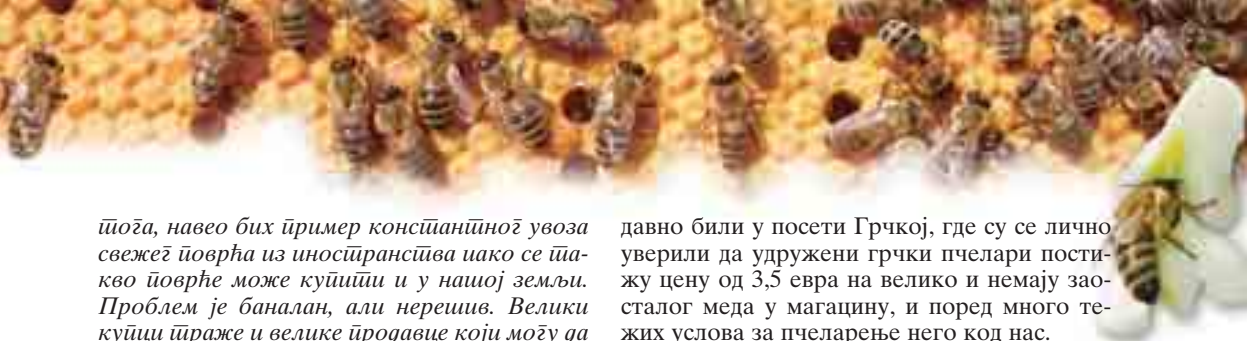 тога, навео бих пример константног увоза
свежег поврћа из иностранства иако се та-
кво поврће може купити и у нашој земљи.
Проблем је баналан, али нерешив. Велики
купци траже и велике продавце који могу да
давно били у посети Грчкој, где су се лично
уверили да удружени грчки пчелари пости-
жу цену од 3,5 евра на велико и немају зао-
сталог меда у магацину, и поред много те-
жих услова за пчеларење него код нас.